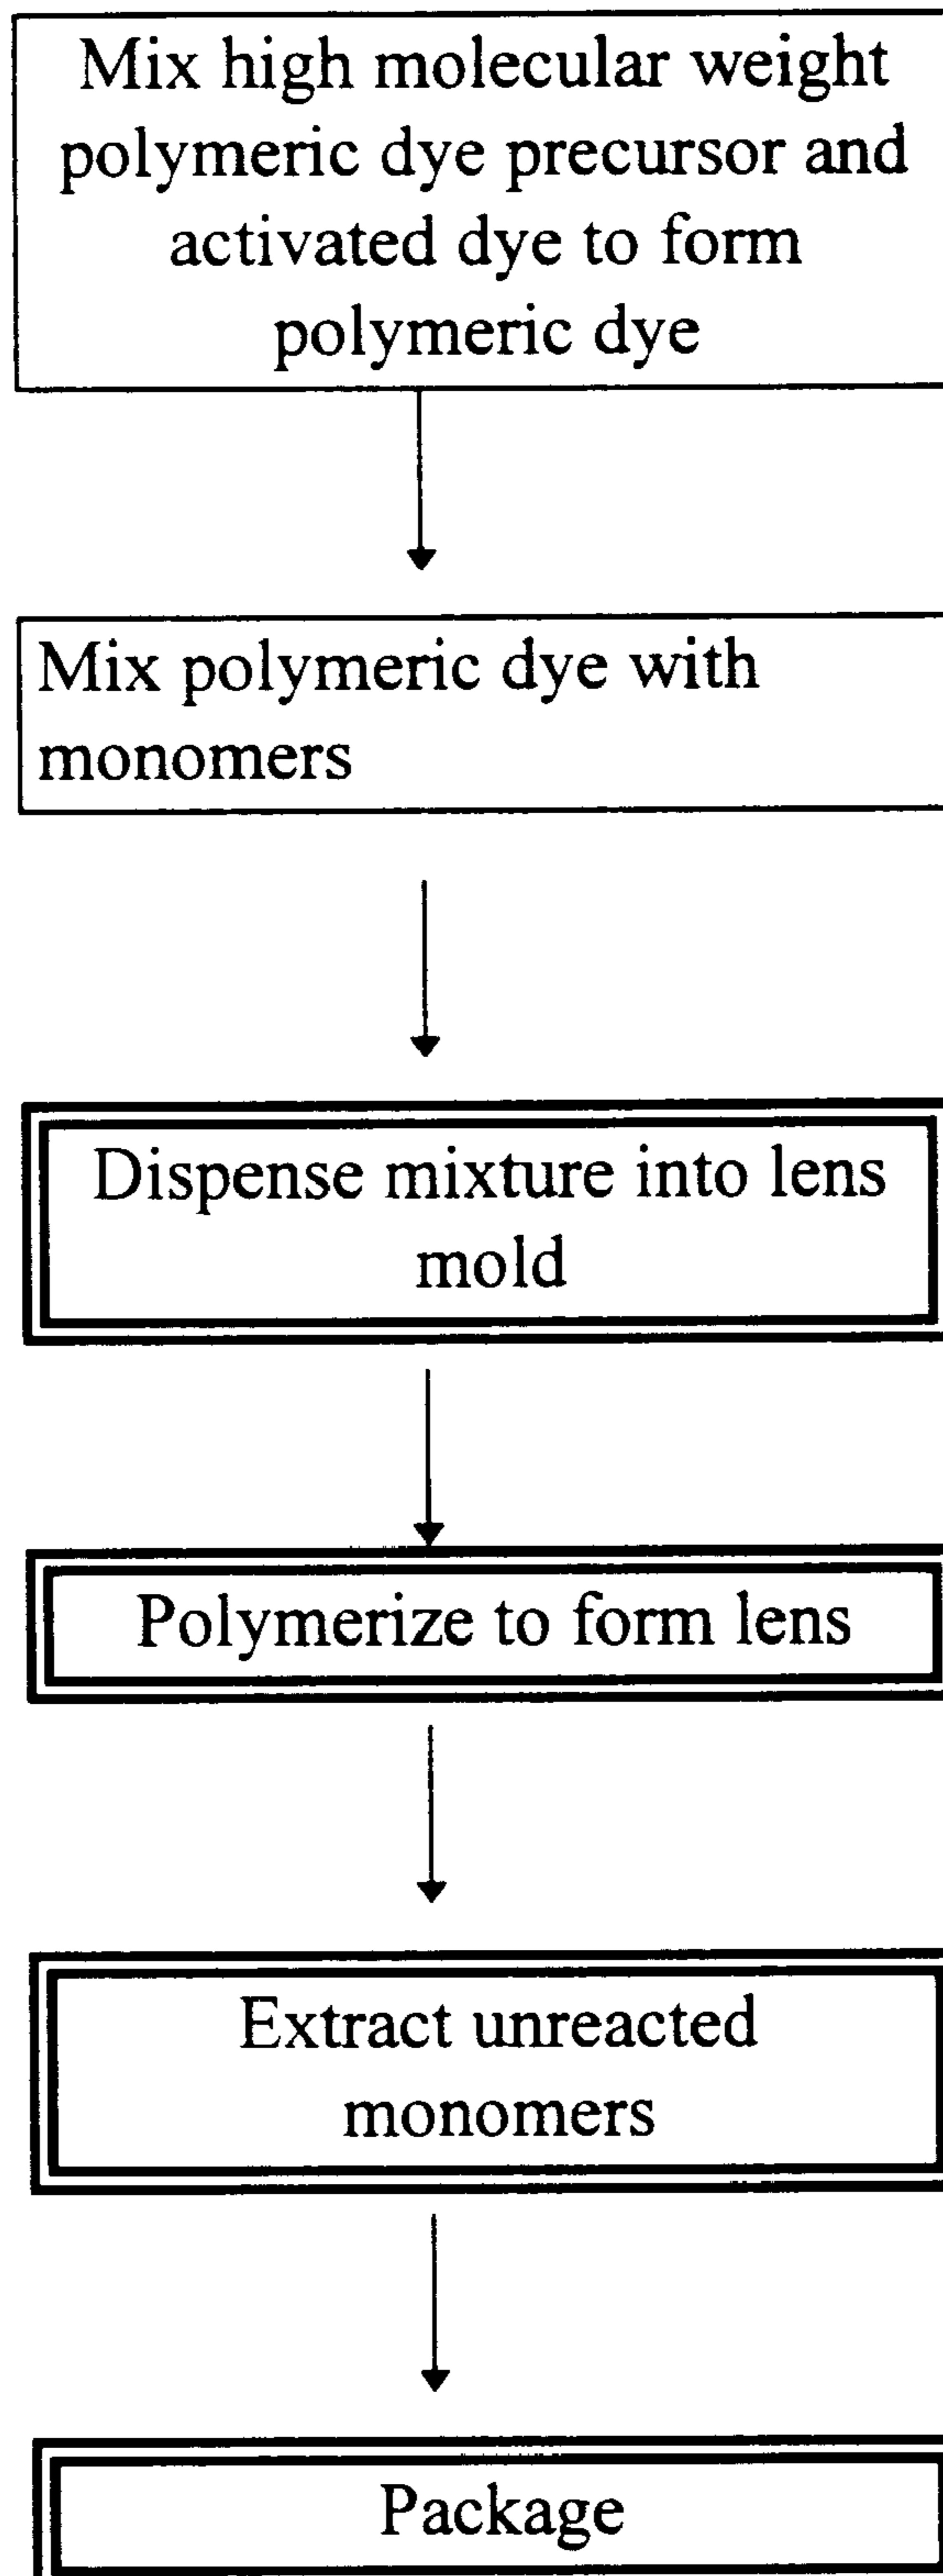 Mix high molecular weight
polymeric dye precursor and
activated dye to form
polymeric dye
Mix polymeric dye with
monomers
Dispense mixture into lens
mold
Polymerize to form lens
Extract unreacted
monomers
Package